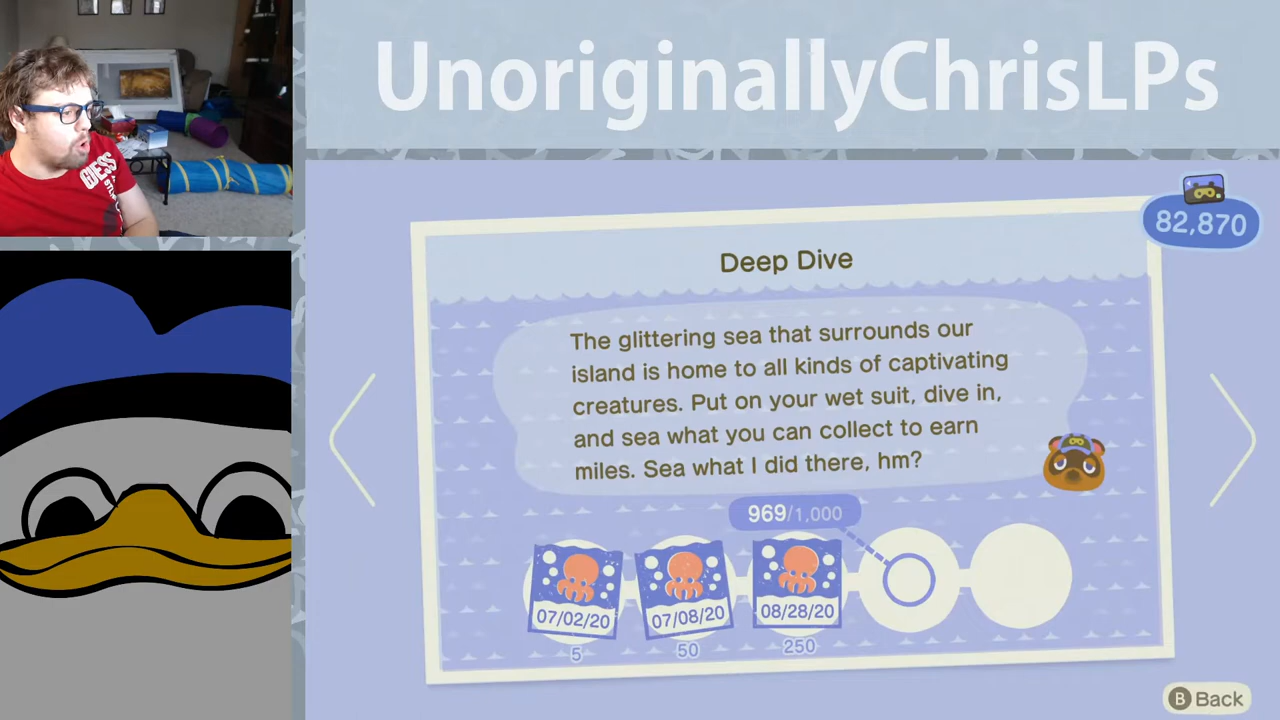 UnoriginallyChrisLPs
82,870
Deep Dive
The glittering sea that surrounds our
island is home to all kinds of captivating
creatures. Put on your wet suit, dive in,
and sea what you can collect to earn
miles. Sea what I did there, hm?
969/1,000
07/02/20
07/08/20
08/28/20
5
50
250
B Back
GUESS